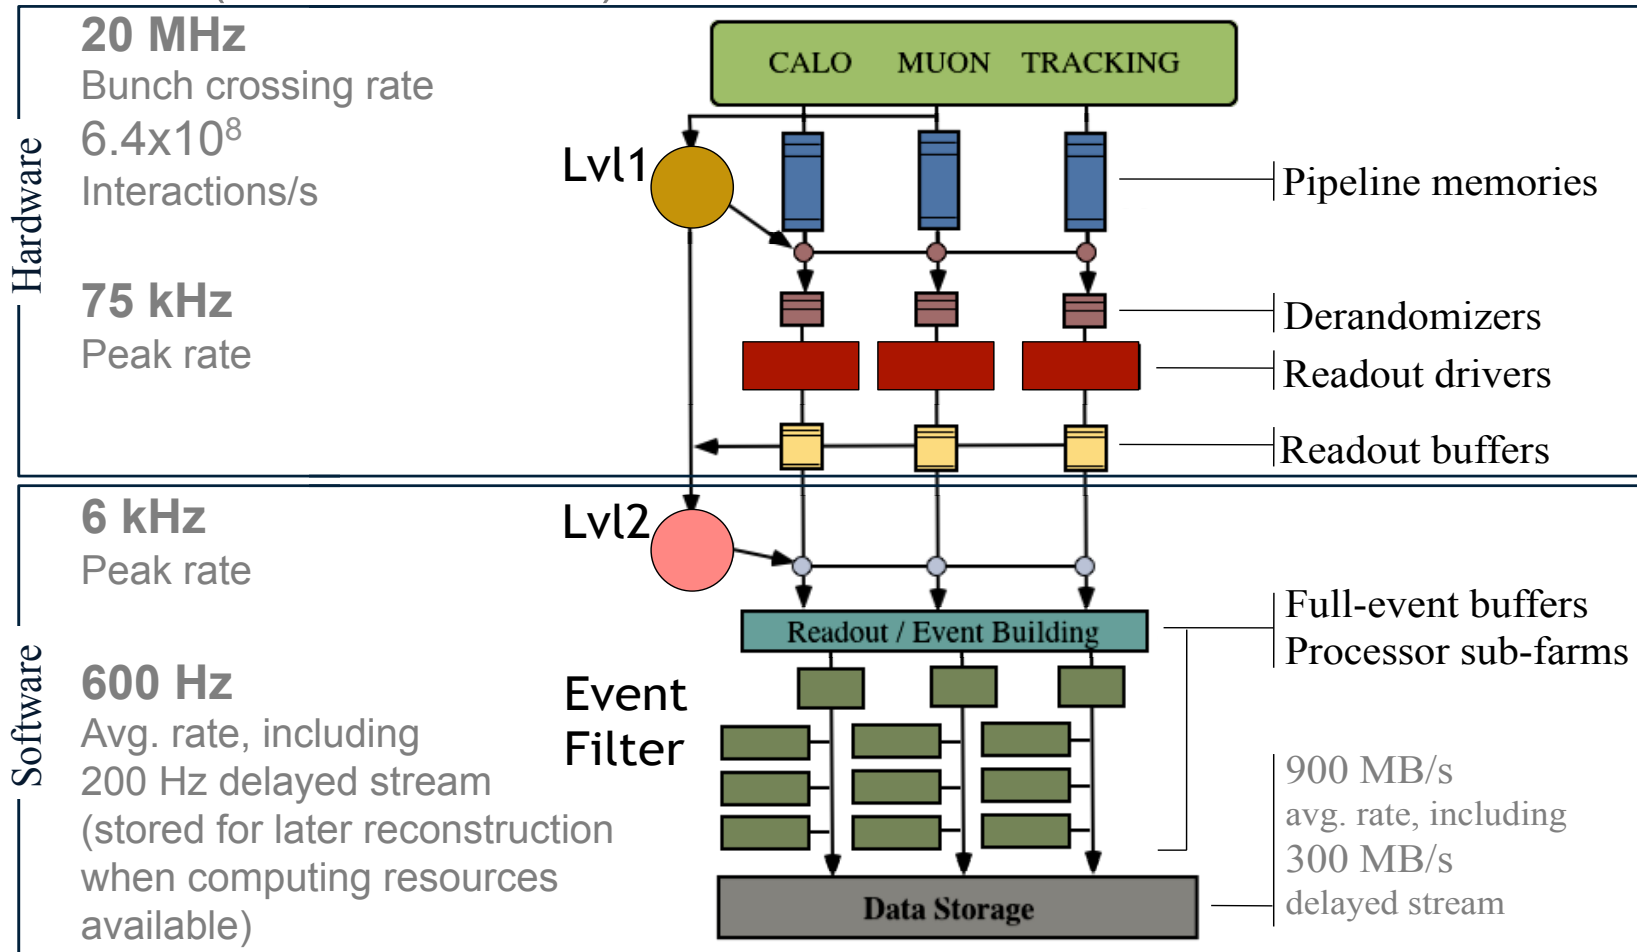 20 MHz
Bunch crossing rate
6.4x10⁸
Interactions/s
75 kHz
Peak rate
Hardware
CALO MUON TRACKING
Lvl1
Pipeline memories
Derandomizers
Readout drivers
Readout buffers
6 kHz
Peak rate
600 Hz
Avg. rate, including
200 Hz delayed stream
(stored for later reconstruction
when computing resources
available)
Software
Lvl2
Readout / Event Building
Event
Filter
Data Storage
Full-event buffers
Processor sub-farms
900 MB/s
avg. rate, including
300 MB/s
delayed stream